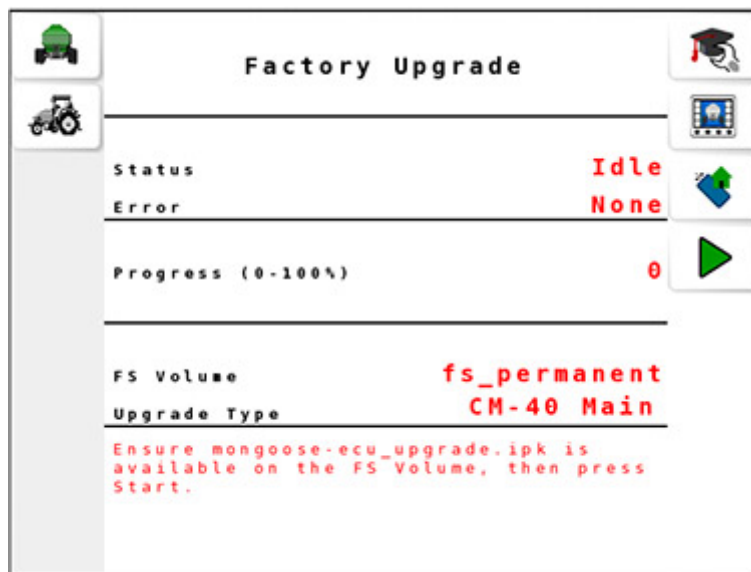 Factory Upgrade
Status Idle
Error None
Progress (0-100%) 0
FS Volume fs_permanent
Upgrade Type CM-40 Main
Ensure mongoose-ecu_upgrade.ipk is
available on the FS Volume, then press
Start.